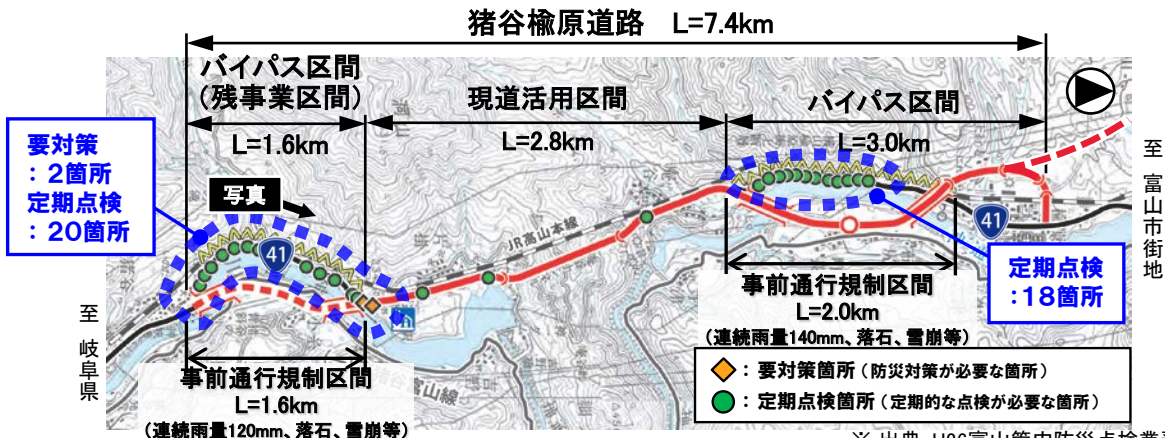 猪谷楡原道路 L=7.4km
バイパス区間
(残事業区間)
L=1.6km
現道活用区間
L=2.8km
バイパス区間
L=3.0km
要対策
:2箇所
定期点検
:20箇所
写真
41
JR高山本線
41
至 富山市街地
定期点検
:18箇所
事前通行規制区間
L=2.0km
(連続雨量140mm、落石、雪崩等)
至 岐阜県
事前通行規制区間
L=1.6km
(連続雨量120mm、落石、雪崩等)
:要対策箇所(防災対策が必要な箇所)
:定期点検箇所(定期的な点検が必要な箇所)